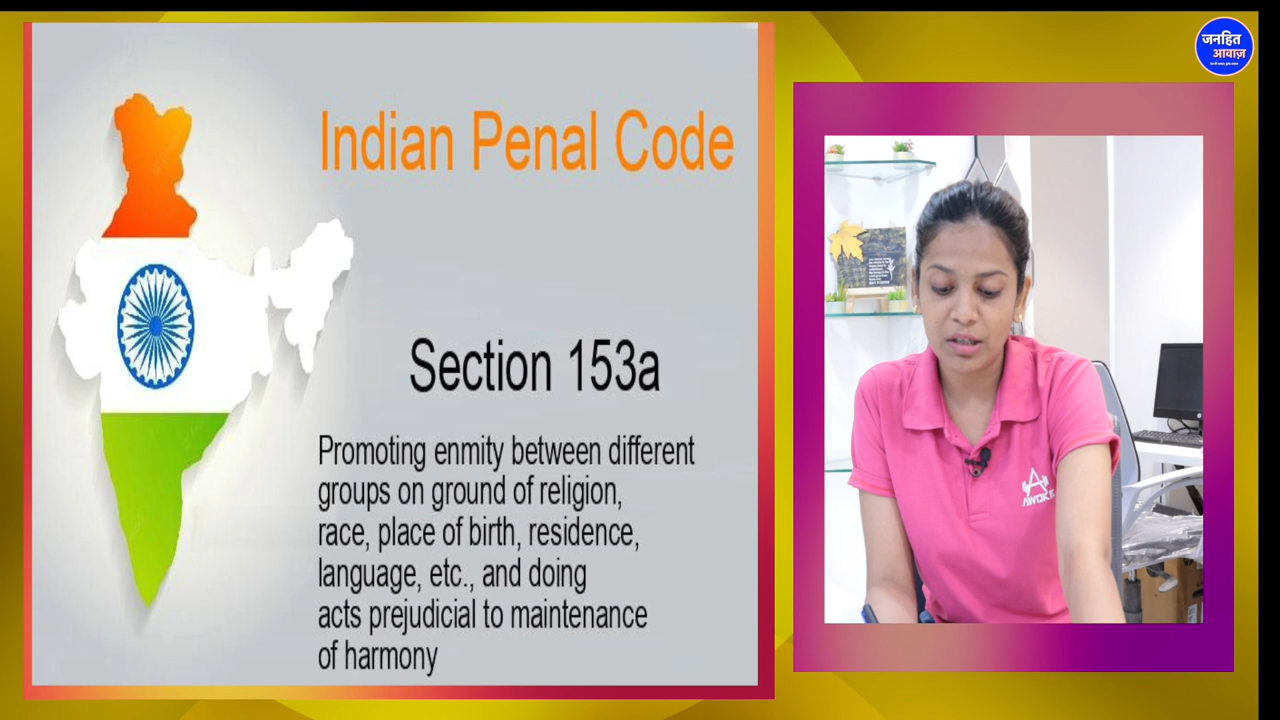 Indian Penal Code
Section 153a
Promoting enmity between different
groups on ground of religion,
race, place of birth, residence,
language, etc., and doing
acts prejudicial to maintenance
of harmony
जनहित
आवाज़
AWOKE